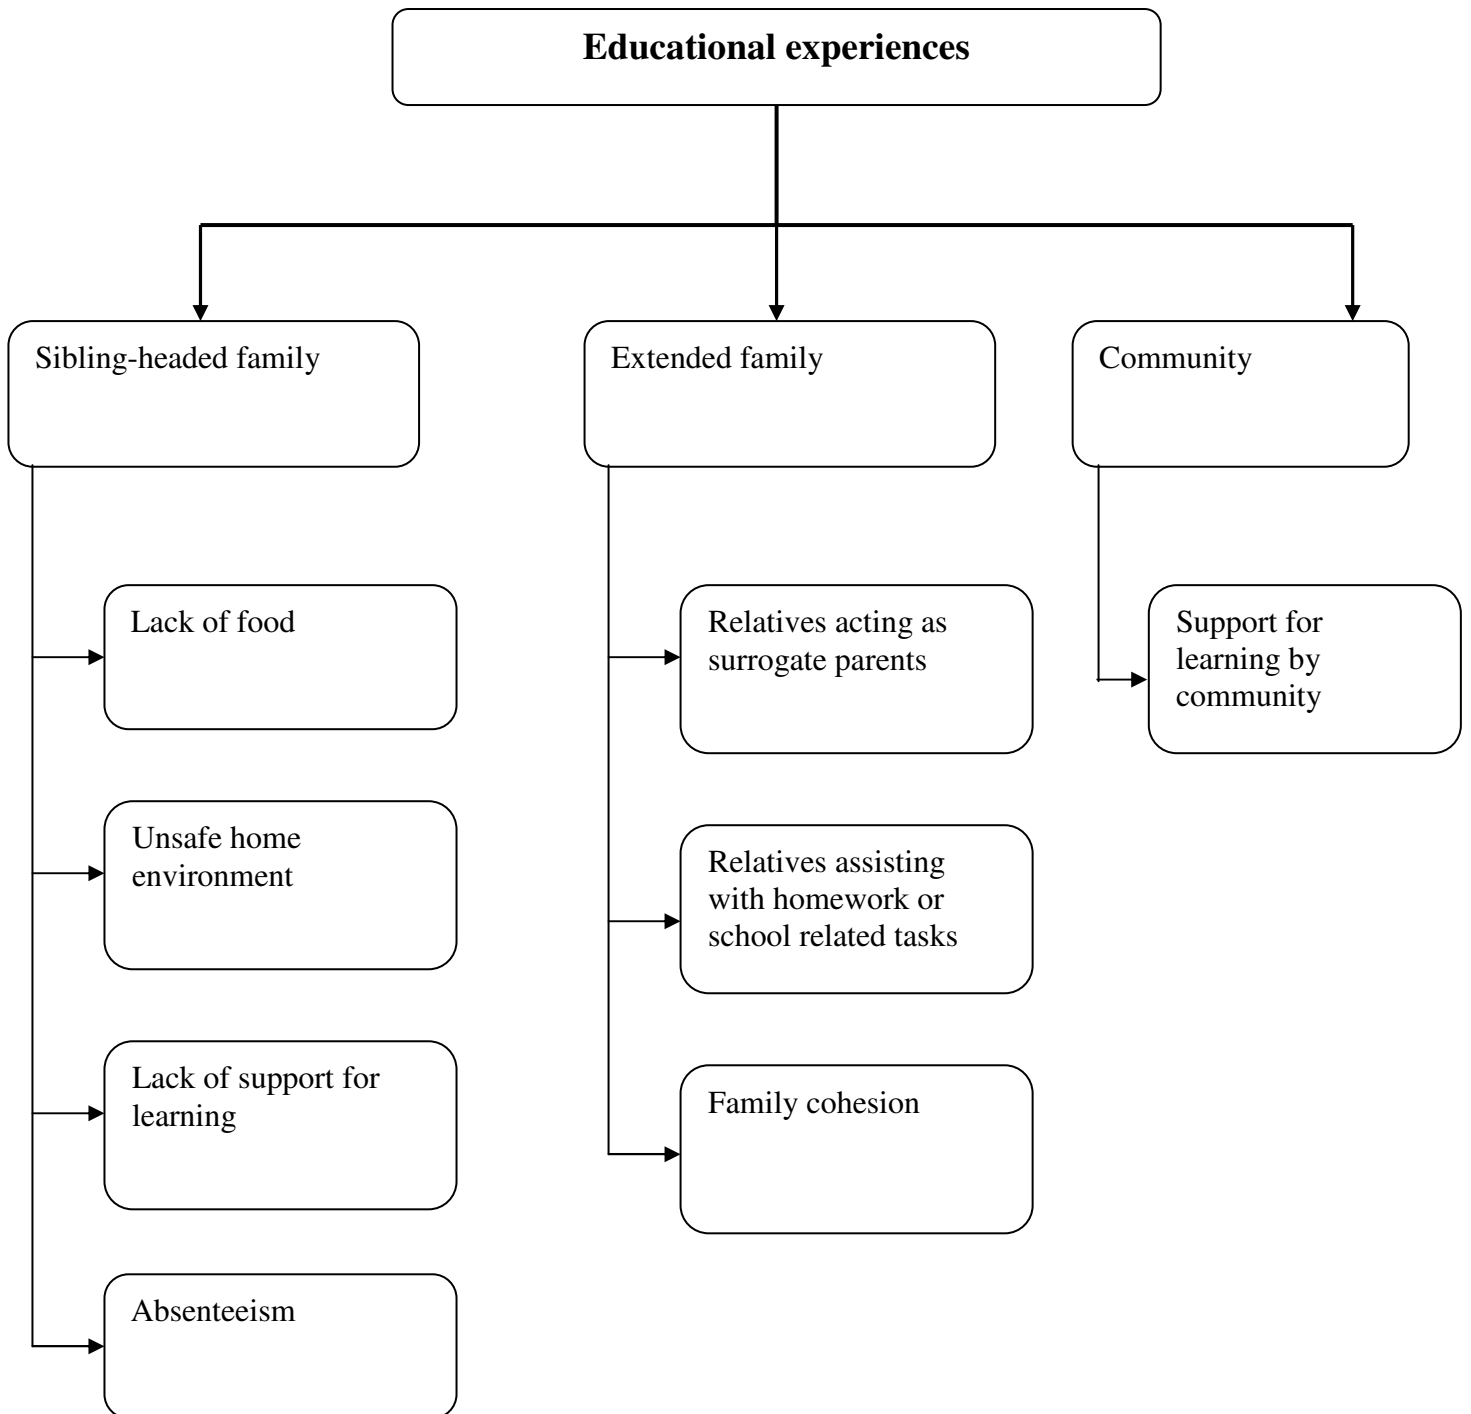 Educational experiences
Sibling-headed family
Extended family
Community
Lack of food
Relatives acting as
surrogate parents
Support for
learning by
community
Unsafe home
environment
Relatives assisting
with homework or
school related tasks
Lack of support for
learning
Family cohesion
Absenteeism